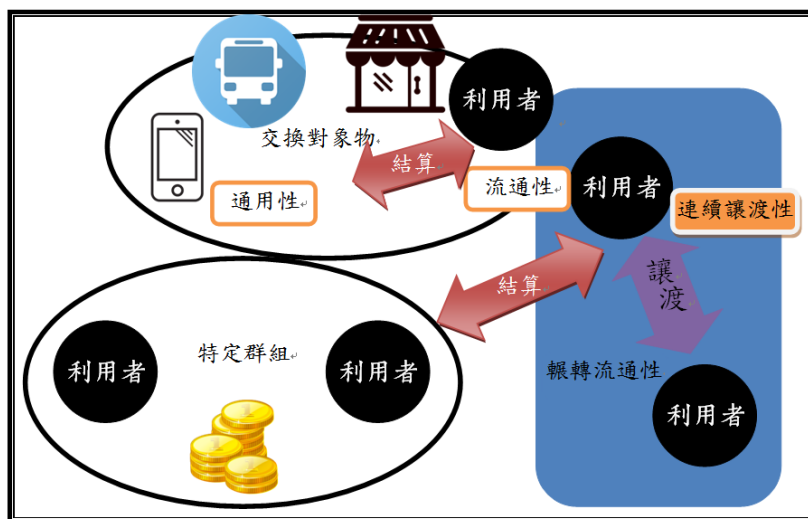 利用者
交換對象物
結算
通用性
流通性
利用者
連續讓渡性
結算
讓渡
特定群組
利用者
利用者
輾轉流通性
利用者